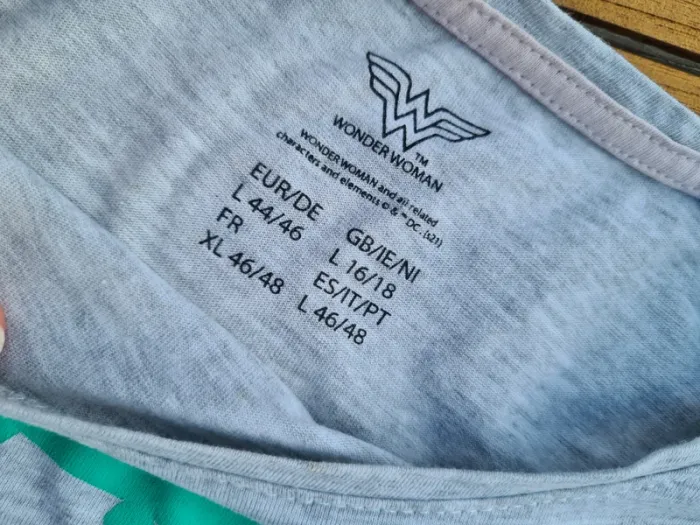 WONDER WOMAN
TM
WONDER WOMAN and all related
characters and elements © & ™ DC. (s21)
EUR/DE
L 44/46
FR
XL 46/48
GB/IE/NI
L 16/18
ES/IT/PT
L 46/48